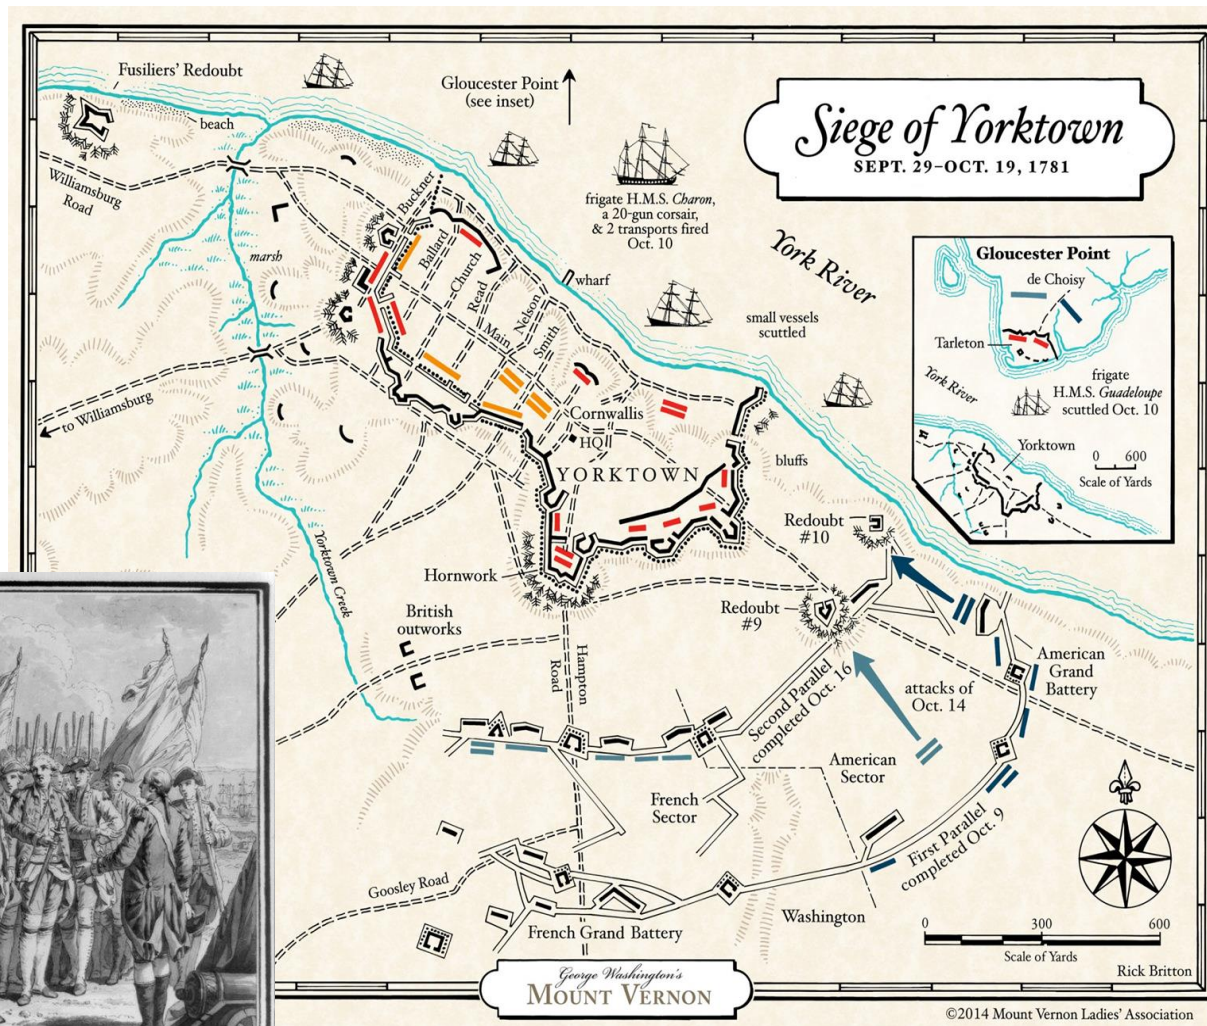 Siege of Yorktown
SEPT. 29–OCT. 19, 1781
Fusiliers' Redoubt
beach
Williamsburg
Road
Gloucester Point
(see inset)
frigate H.M.S. Charon,
a 20-gun corsair,
& 2 transports fired
Oct. 10
York River
marsh
Buckner
Ballard
Church
Read
Main
Nelson
Smith
wharf
small vessels
scuttled
to Williamsburg
Cornwallis
HQ
YORKTOWN
bluffs
Gloucester Point
de Choisy
Tarleton
York River
frigate
H.M.S. Guadeloupe
scuttled Oct. 10
Yorktown
0 600
Scale of Yards
Redoubt
#10
Yorktown Creek
Hornwork
Redoubt
#9
British
outworks
Hampton
Road
American
Grand
Battery
Second Parallel
completed Oct. 16
attacks of
Oct. 14
American
Sector
French
Sector
First Parallel
completed Oct. 9
Goosley Road
Washington
French Grand Battery
0 300 600
Scale of Yards
Rick Britton
George Washington's
MOUNT VERNON
©2014 Mount Vernon Ladies' Association